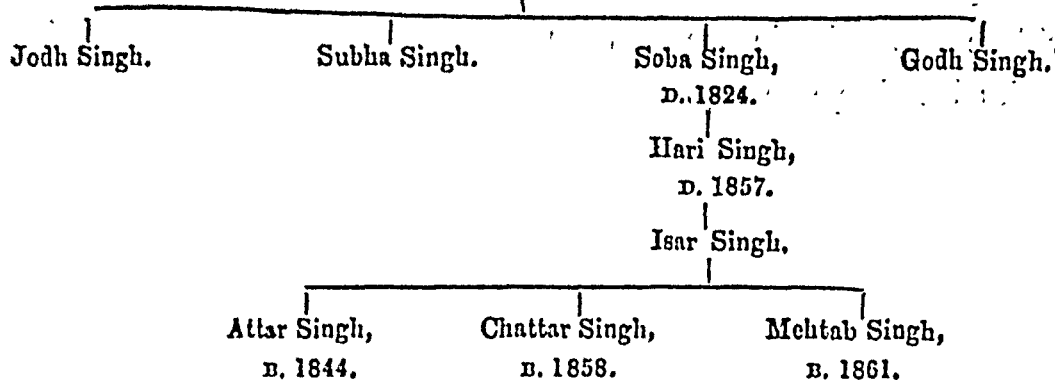 Jodh Singh. Subha Singh. Soba Singh, Godh Singh.
D. 1824.
Hari Singh,
D. 1857.
Isar Singh.
Attar Singh, Chattar Singh, Mehtab Singh,
B. 1844. B. 1858. B. 1861.